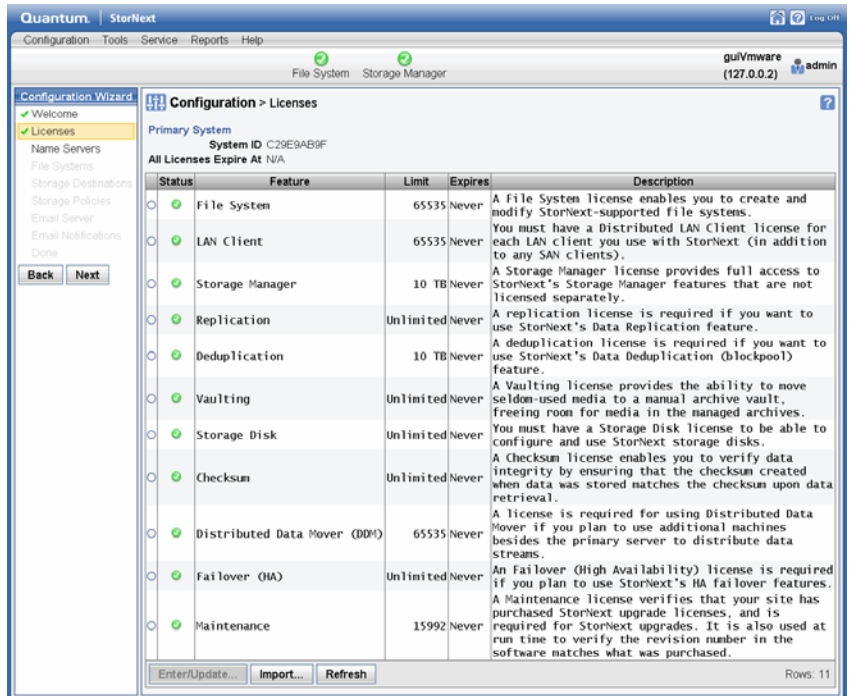 Quantum. StorNext Log Off
Configuration Tools Service Reports Help
File System Storage Manager
guiVmware
(127.0.0.2)
admin
Configuration Wizard
Welcome
Licenses
Name Servers
File Systems
Storage Destinations
Storage Policies
Email Server
Email Notifications
Done
Back Next
Configuration > Licenses ?
Primary System
System ID C29E9AB9F
All Licenses Expire At N/A
Status Feature Limit Expires Description
File System 65535 Never A File System license enables you to create and
modify StorNext-supported file systems.
LAN Client 65535 Never You must have a Distributed LAN Client license for
each LAN client you use with StorNext (in addition
to any SAN clients).
Storage Manager 10 TB Never A Storage Manager license provides full access to
StorNext's Storage Manager features that are not
licensed separately.
Replication Unlimited Never A replication license is required if you want to
use StorNext's Data Replication feature.
Deduplication 10 TB Never A deduplication license is required if you want to
use StorNext's Data Deduplication (blockpool)
feature.
Vaulting Unlimited Never A Vaulting license provides the ability to move
seldom-used media to a manual archive vault,
freeing room for media in the managed archives.
Storage Disk Unlimited Never You must have a Storage Disk license to be able to
configure and use StorNext storage disks.
Checksum Unlimited Never A Checksum license enables you to verify data
integrity by ensuring that the checksum created
when data was stored matches the checksum upon data
retrieval.
Distributed Data Mover (DDM) 65535 Never A license is required for using Distributed Data
Mover if you plan to use additional machines
besides the primary server to distribute data
streams.
Failover (HA) Unlimited Never An Failover (High Availability) license is required
if you plan to use StorNext's HA failover features.
Maintenance 15992 Never A Maintenance license verifies that your site has
purchased StorNext upgrade licenses, and is
required for StorNext upgrades. It is also used at
run time to verify the revision number in the
software matches what was purchased.
Enter/Update... Import... Refresh Rows: 11